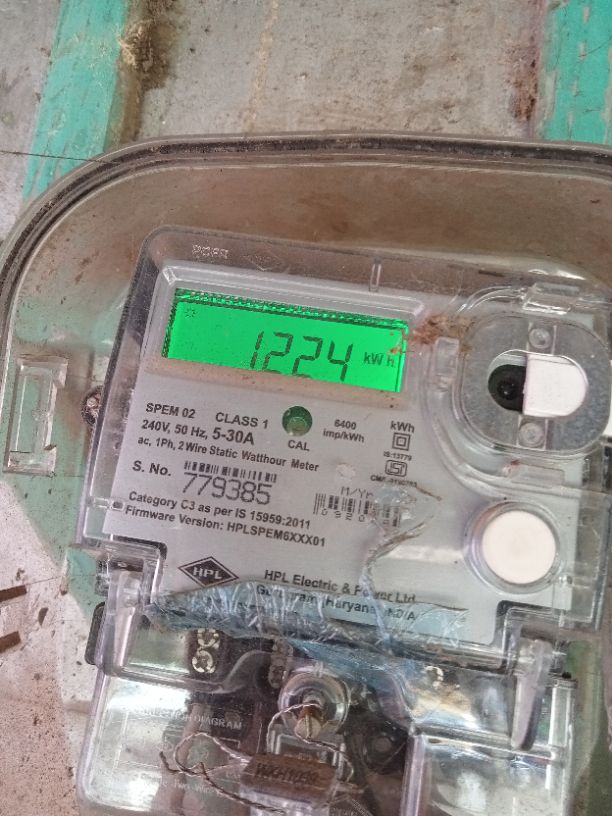 1224 kWh
SPEM 02 CLASS 1
240V, 50 Hz, 5-30A
CAL
6400
imp/kWh
kWh
ac, 1Ph, 2 Wire Static Watthour Meter
IS:13779
S. No.
779385
Category C3 as per IS 15959:2011
Firmware Version: HPLSPEM6XXX01
HPL
HPL Electric & Power Ltd
Haryana
DIAGRAM